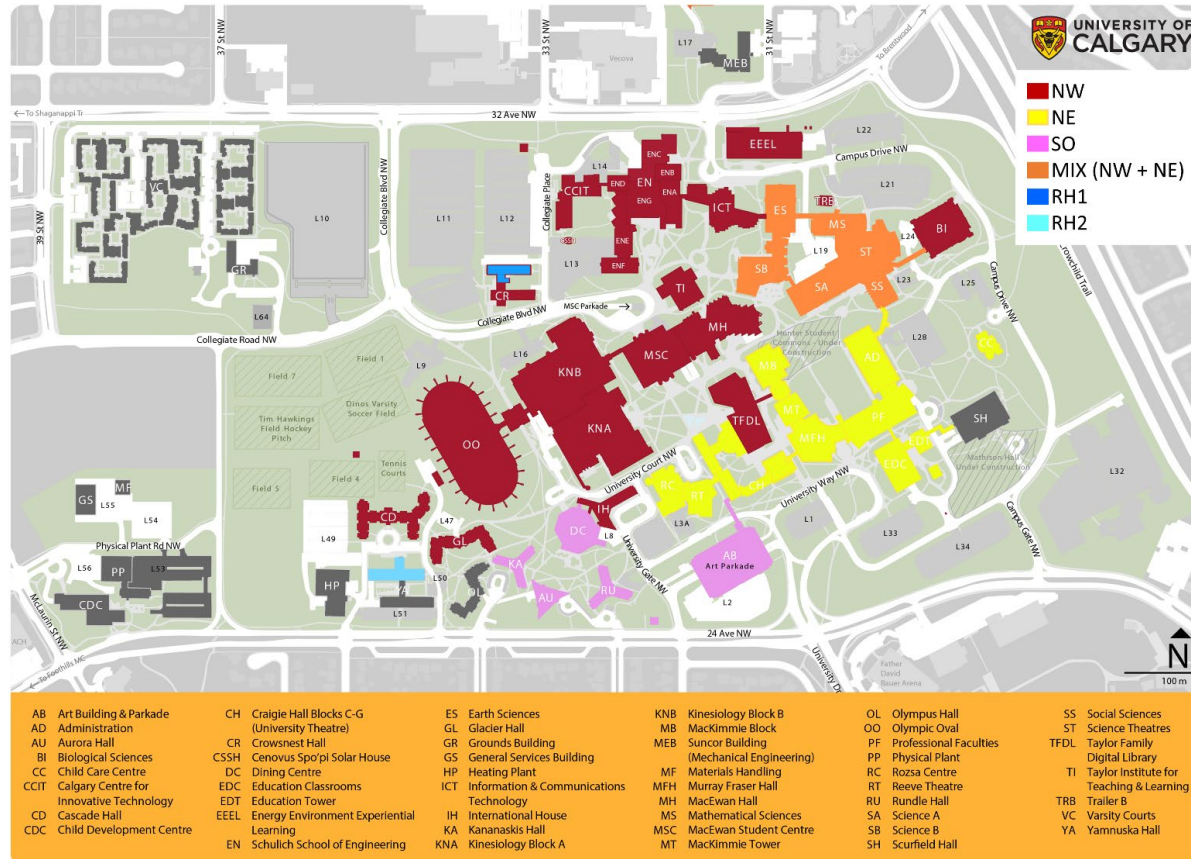 UNIVERSITY OF
CALGARY
NW
NE
SO
MIX (NW + NE)
RH1
RH2
37 St NW
33 St NW
31 St NW
To Brentwood
L17
MEB
Vecova
To Shaganappi Tr
32 Ave NW
EEEL
L22
Campus Drive NW
L21
VC
39 St NW
GR
L64
L10
Collegiate Blvd NW
L11
L12
Collegiate Place
L14
CCIT
CSSH
L13
END
ENC
EN
ENB
ENA
ENG
ENE
ENF
ICT
ES
TRB
MS
L19
ST
L24
BI
SB
SA
SS
L23
L25
Campus Drive NW
Crowchild Trail
CR
MSC Parkade
Collegiate Blvd NW
TI
Collegiate Road NW
L9
L16
KNB
MSC
MH
Hunter Student
Commons - Under
Construction
L28
CC
Field 7
Field 1
Dinos Varsity
Soccer Field
Tim Hawkings
Field Hockey
Pitch
Field 5
Field 4
Tennis
Courts
OO
KNA
MB
AD
MT
TFDL
MFH
PF
SH
EDT
EDC
Mathison Hall
Under Construction
University Court NW
RC
RT
CH
University Way NW
L32
GS
MF
L55
L54
Physical Plant Rd NW
L56
PP
L53
CDC
McLaurin St NW
ACH
To Foothills MC
L49
CD
L47
GL
HP
YA
L50
L51
OL
IH
DC
L8
L3A
KA
AU
RU
University Gate NW
AB
Art Parkade
L2
L1
L33
L34
Campus Gate NW
24 Ave NW
Father
David
Bauer Arena
N
100 m
AB Art Building & Parkade
AD Administration
AU Aurora Hall
BI Biological Sciences
CC Child Care Centre
CCIT Calgary Centre for
Innovative Technology
CD Cascade Hall
CDC Child Development Centre
CH Craigie Hall Blocks C-G
(University Theatre)
CR Crowsnest Hall
CSSH Cenovus Spo'pi Solar House
DC Dining Centre
EDC Education Classrooms
EDT Education Tower
EEEL Energy Environment Experiential
Learning
EN Schulich School of Engineering
ES Earth Sciences
GL Glacier Hall
GR Grounds Building
GS General Services Building
HP Heating Plant
ICT Information & Communications
Technology
IH International House
KA Kananaskis Hall
KNA Kinesiology Block A
KNB Kinesiology Block B
MB MacKimmie Block
MEB Suncor Building
(Mechanical Engineering)
MF Materials Handling
MFH Murray Fraser Hall
MH MacEwan Hall
MS Mathematical Sciences
MSC MacEwan Student Centre
MT MacKimmie Tower
OL Olympus Hall
OO Olympic Oval
PF Professional Faculties
PP Physical Plant
RC Rozsa Centre
RT Reeve Theatre
RU Rundle Hall
SA Science A
SB Science B
SH Scurfield Hall
SS Social Sciences
ST Science Theatres
TFDL Taylor Family
Digital Library
TI Taylor Institute for
Teaching & Learning
TRB Trailer B
VC Varsity Courts
YA Yamnuska Hall